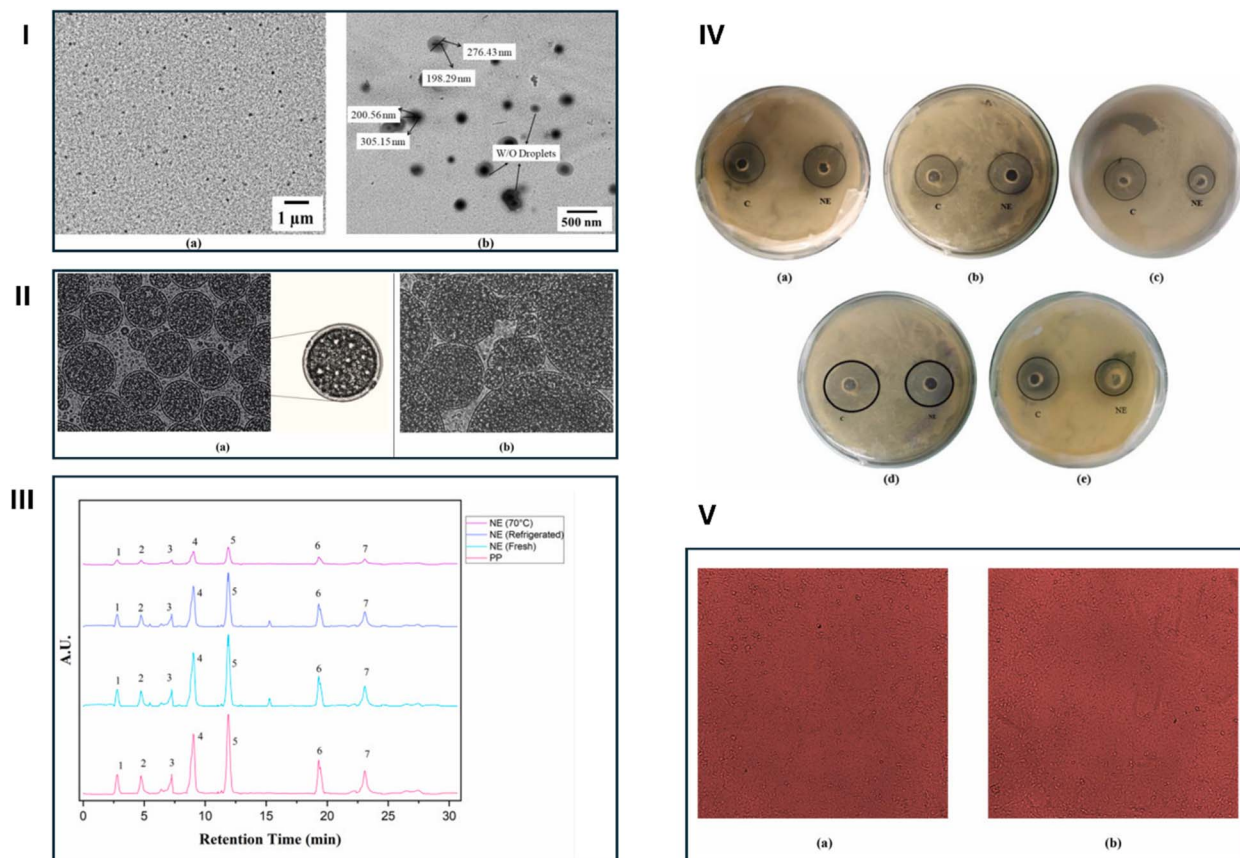 I
1 µm
(a)
276.43 nm
198.29 nm
200.56 nm
305.15 nm
W/O Droplets
500 nm
(b)
II
(a)
(b)
III
NE (70°C)
NE (Refrigerated)
NE (Fresh)
PP
1 2 3 4 5 6 7
1 2 3 4 5 6 7
1 2 3 4 5 6 7
1 2 3 4 5 6 7
A.U.
0 5 10 15 20 25 30
Retention Time (min)
IV
C NE
(a)
C NE
(b)
C NE
(c)
C NE
(d)
C NE
(e)
V
(a)
(b)